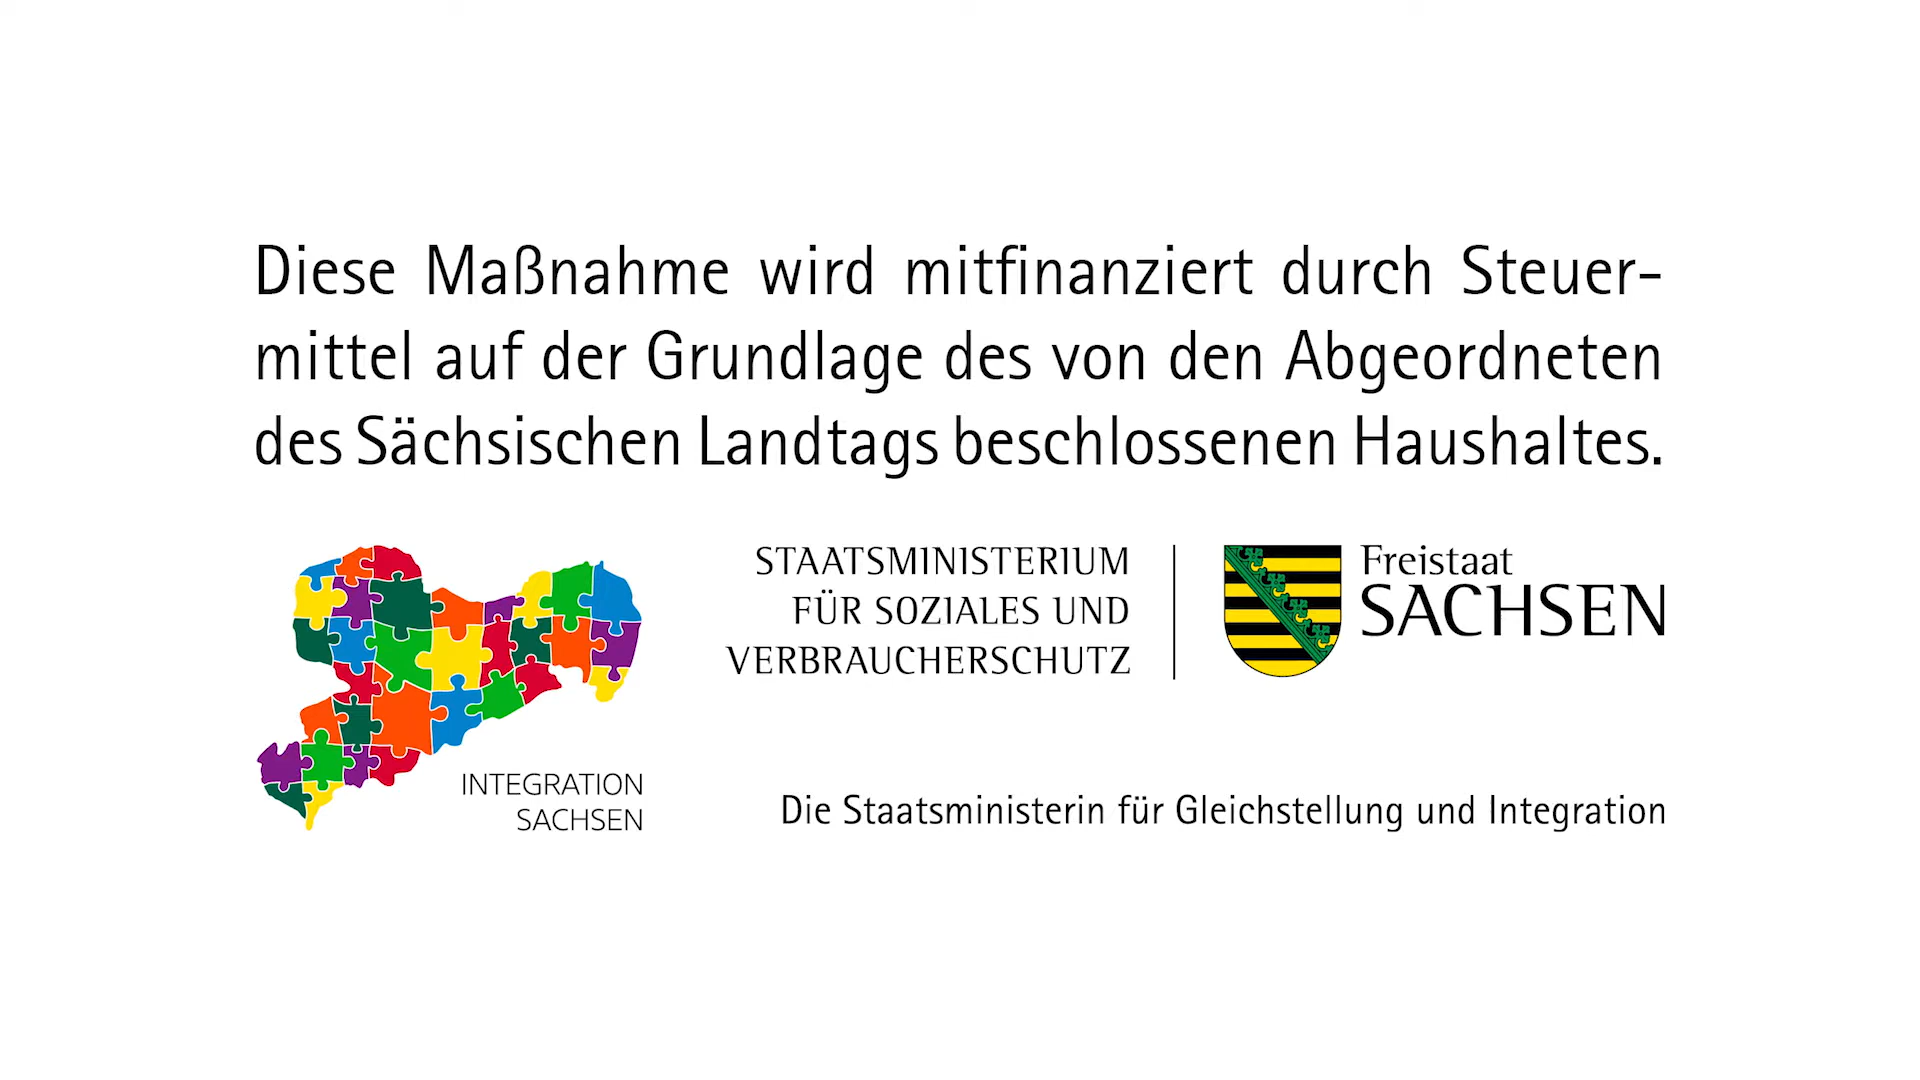 Diese Maßnahme wird mitfinanziert durch Steuer-
mittel auf der Grundlage des von den Abgeordneten
des Sächsischen Landtags beschlossenen Haushaltes.
INTEGRATION
SACHSEN
STAATSMINISTERIUM
FÜR SOZIALES UND
VERBRAUCHERSCHUTZ
Freistaat
SACHSEN
Die Staatsministerin für Gleichstellung und Integration